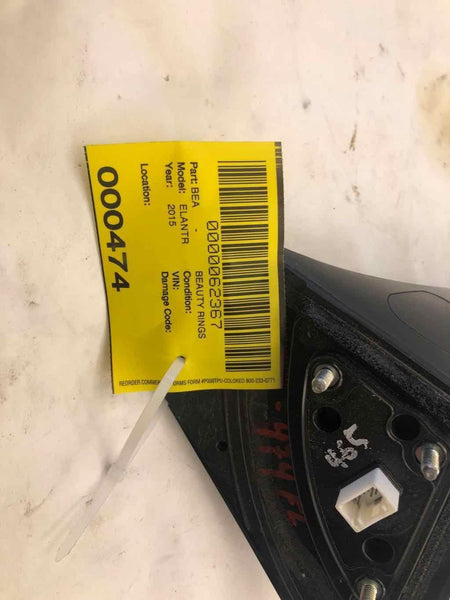 0000062367
Part: BEA - BEAUTY RINGS
Model: ELANTR Condition:
Year: 2015 VIN:
Damage Code:
Location:
000474